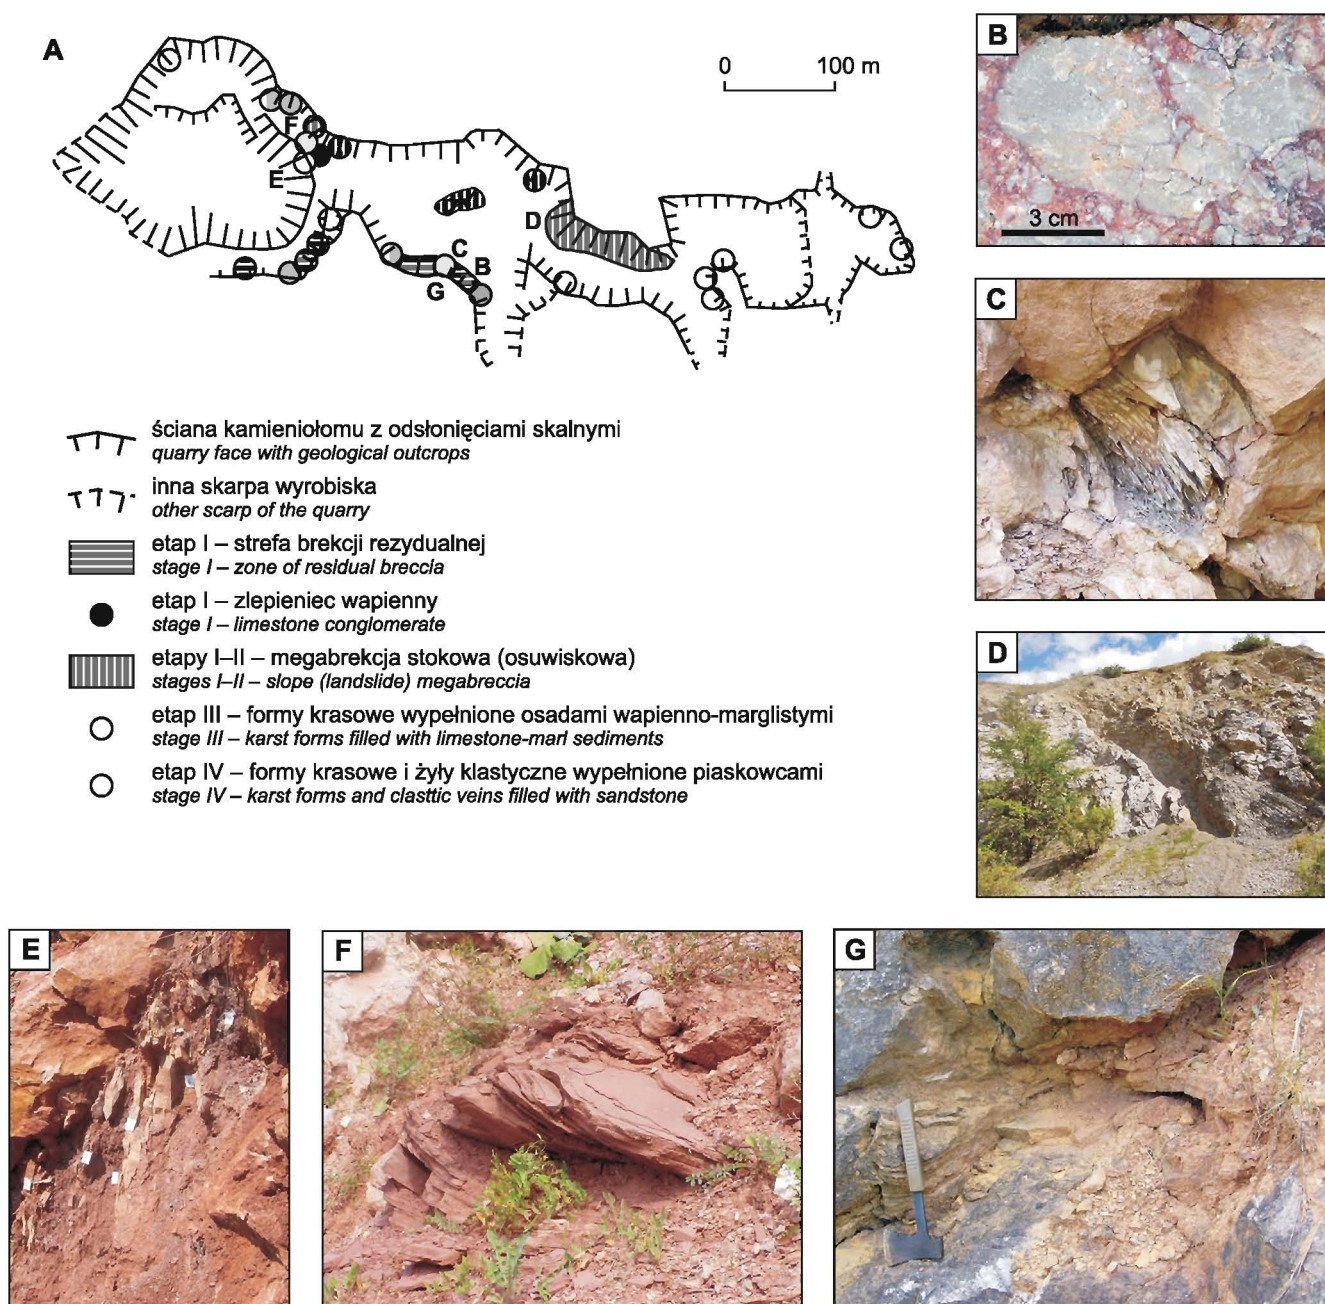 A
0 100 m
B
3 cm
F
E
D
C
B
G
C
ściana kamieniołomu z odsłonięciami skalnymi
quarry face with geological outcrops
inna skarpa wyrobiska
other scarp of the quarry
etap I – strefa brekcji rezydualnej
stage I – zone of residual breccia
etap I – zlepieniec wapienny
stage I – limestone conglomerate
etapy I–II – megabrekcja stokowa (osuwiskowa)
stages I–II – slope (landslide) megabreccia
etap III – formy krasowe wypełnione osadami wapienno-marglistymi
stage III – karst forms filled with limestone-marl sediments
etap IV – formy krasowe i żyły klastyczne wypełnione piaskowcami
stage IV – karst forms and clasttic veins filled with sandstone
D
E
F
G